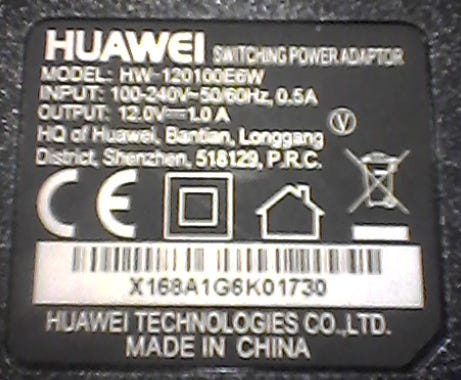 HUAWEI SWITCHING POWER ADAPTOR
MODEL: HW-120100E6W
INPUT: 100-240V~50/60Hz, 0.5A
OUTPUT: 12.0V⎓1.0 A
HQ of Huawei, Bantian, Longgang
District, Shenzhen, 518129, P.R.C.
V
CE
X168A1G6K01730
HUAWEI TECHNOLOGIES CO.,LTD.
MADE IN CHINA